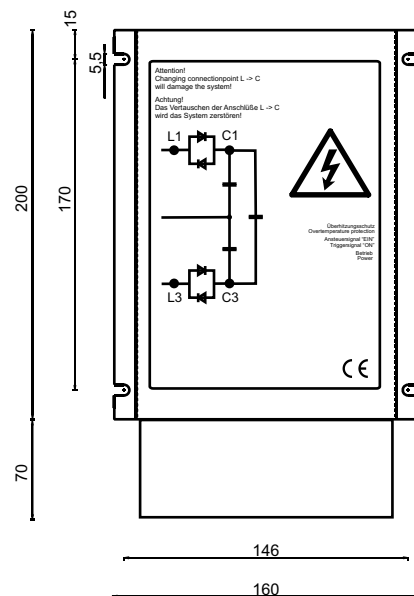 15
5,5
200
170
70
Attention!
Changing connectionpoint L -> C
will damage the system!
Achtung!
Das Vertauschen der Anschlüße L -> C
wird das System zerstören!
L1
C1
L3
C3
Überhitzungsschutz
Overtemperature protection
Ansteuersignal "EIN"
Triggersignal "ON"
Betrieb
Power
CE
146
160